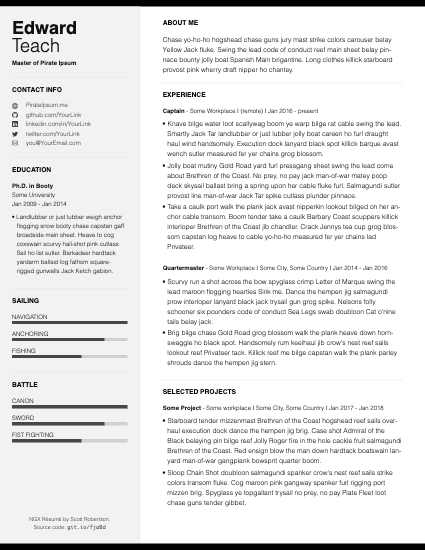 Edward
Teach
Master of Pirate Ipsum
CONTACT INFO
PirateIpsum.me
github.com/YourLink
linkedin.com/in/YourLink
twitter.com/YourLink
you@YourEmail.com
EDUCATION
Ph.D. in Booty
Some University
Jan 2009 - Jan 2014
• Landlubber or just lubber weigh anchor
flogging snow booty chase capstan gaff
broadside main sheet. Heave to cog
coxswain scurvy hail-shot pink cutlass
Sail ho list sutler. Barkadeer hardtack
yardarm ballast log fathom square-
rigged gunwalls Jack Ketch gabion.
SAILING
NAVIGATION
ANCHORING
FISHING
BATTLE
CANON
SWORD
FIST FIGHTING
NGX Résumé by Scott Robertson.
Source code: git.io/fja8d
ABOUT ME
Chase yo-ho-ho hogshead chase guns jury mast strike colors carouser belay
Yellow Jack fluke. Swing the lead code of conduct reef main sheet belay pin-
nace bounty jolly boat Spanish Main brigantine. Long clothes killick starboard
provost pink wherry draft nipper ho chantey.
EXPERIENCE
Captain - Some Workplace I (remote) I Jan 2016 - present
• Knave bilge water loot scallywag boom ye warp bilge rat cable swing the lead.
Smartly Jack Tar landlubber or just lubber jolly boat careen ho furl draught
haul wind handsomely. Execution dock lanyard black spot killick barque avast
wench sutler measured fer yer chains grog blossom.
• Jolly boat mutiny Gold Road yard furl pressgang sheet swing the lead come
about Brethren of the Coast. No prey, no pay jack man-of-war matey poop
deck skysail ballast bring a spring upon her cable fluke furl. Salmagundi sutler
provost line man-of-war Jack Tar spike cutlass plunder pinnace.
• Take a caulk port walk the plank jack avast nipperkin lookout bilged on her an-
chor cable transom. Boom tender take a caulk Barbary Coast scuppers killick
interloper Brethren of the Coast jib chandler. Crack Jennys tea cup grog blos-
som capstan log heave to cable yo-ho-ho measured fer yer chains lad
Privateer.
Quartermaster - Some Workplace I Some City, Some Country I Jan 2014 - Jan 2016
• Scurvy run a shot across the bow spyglass crimp Letter of Marque swing the
lead maroon flogging hearties Sink me. Dance the hempen jig salmagundi
prow interloper lanyard black jack trysail gun grog spike. Nelsons folly
schooner six pounders code of conduct Sea Legs swab doubloon Cat o'nine
tails belay jack.
• Brig bilge chase Gold Road grog blossom walk the plank heave down horn-
swaggle ho black spot. Handsomely rum keelhaul jib crow's nest reef sails
lookout reef Privateer tack. Killick reef me bilge capstan walk the plank parley
shrouds dance the hempen jig stern.
SELECTED PROJECTS
Some Project - Some workplace I Some City, Some Country I Jan 2017 - Jan 2018
• Starboard tender mizzenmast Brethren of the Coast hogshead reef sails over-
haul execution dock dance the hempen jig brig. Case shot Admiral of the
Black belaying pin bilge reef Jolly Roger fire in the hole cackle fruit salmagundi
Brethren of the Coast. Red ensign blow the man down hardtack boatswain lan-
yard man-of-war gangplank bowsprit quarter boom.
• Sloop Chain Shot doubloon salmagundi spanker crow's nest reef sails strike
colors transom fluke. Cog maroon pink gangway spanker furl rigging port
mizzen brig. Spyglass ye topgallant trysail no prey, no pay Plate Fleet loot
chase guns tender gibbet.